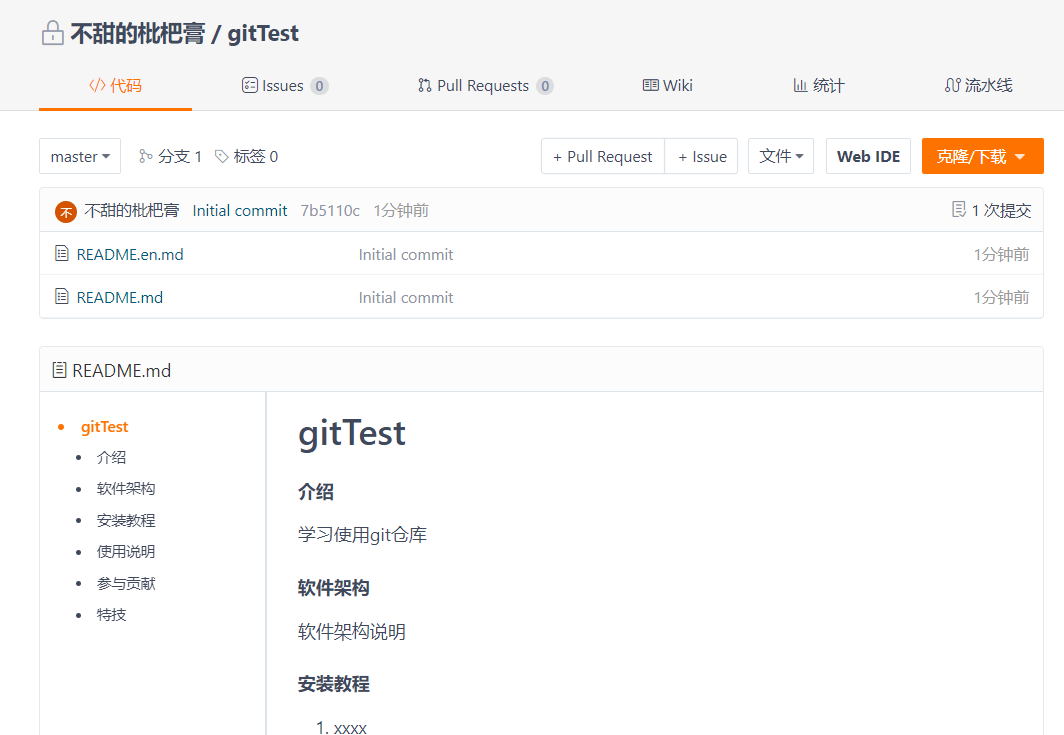 不甜的枇杷膏 / gitTest
代码 Issues 0 Pull Requests 0 Wiki 统计 流水线
master 分支 1 标签 0 + Pull Request + Issue 文件 Web IDE 克隆/下载
不 不甜的枇杷膏 Initial commit 7b5110c 1分钟前 1 次提交
README.en.md Initial commit 1分钟前
README.md Initial commit 1分钟前
README.md
gitTest
介绍
软件架构
安装教程
使用说明
参与贡献
特技
gitTest
介绍
学习使用git仓库
软件架构
软件架构说明
安装教程
1. xxxx